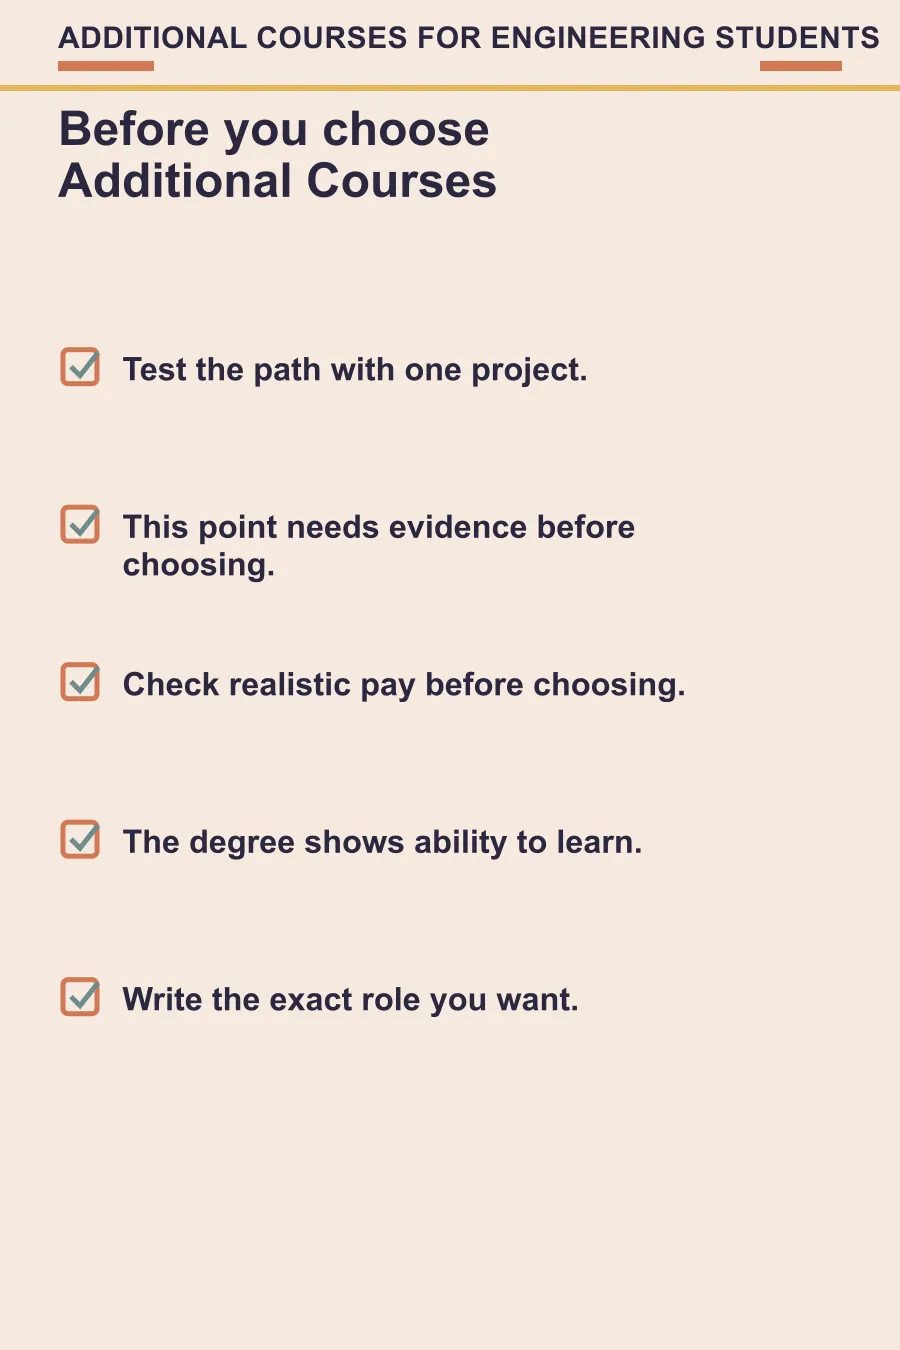 ADDITIONAL COURSES FOR ENGINEERING STUDENTS
Before you choose
Additional Courses
Test the path with one project.
This point needs evidence before
choosing.
Check realistic pay before choosing.
The degree shows ability to learn.
Write the exact role you want.